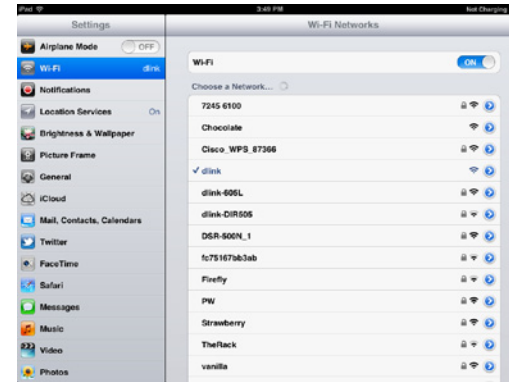 iPad 3:49 PM Not Charging
Settings
Airplane Mode OFF
Wi-Fi dlink
Notifications
Location Services On
Brightness & Wallpaper
Picture Frame
General
iCloud
Mail, Contacts, Calendars
Twitter
FaceTime
Safari
Messages
Music
Video
Photos
Wi-Fi Networks
Wi-Fi ON
Choose a Network...
7245 6100
Chocolate
Cisco_WPS_87366
dlink
dlink-605L
dlink-DIR505
DSR-500N_1
fc75167bb3ab
Firefly
PW
Strawberry
TheRack
vanilla